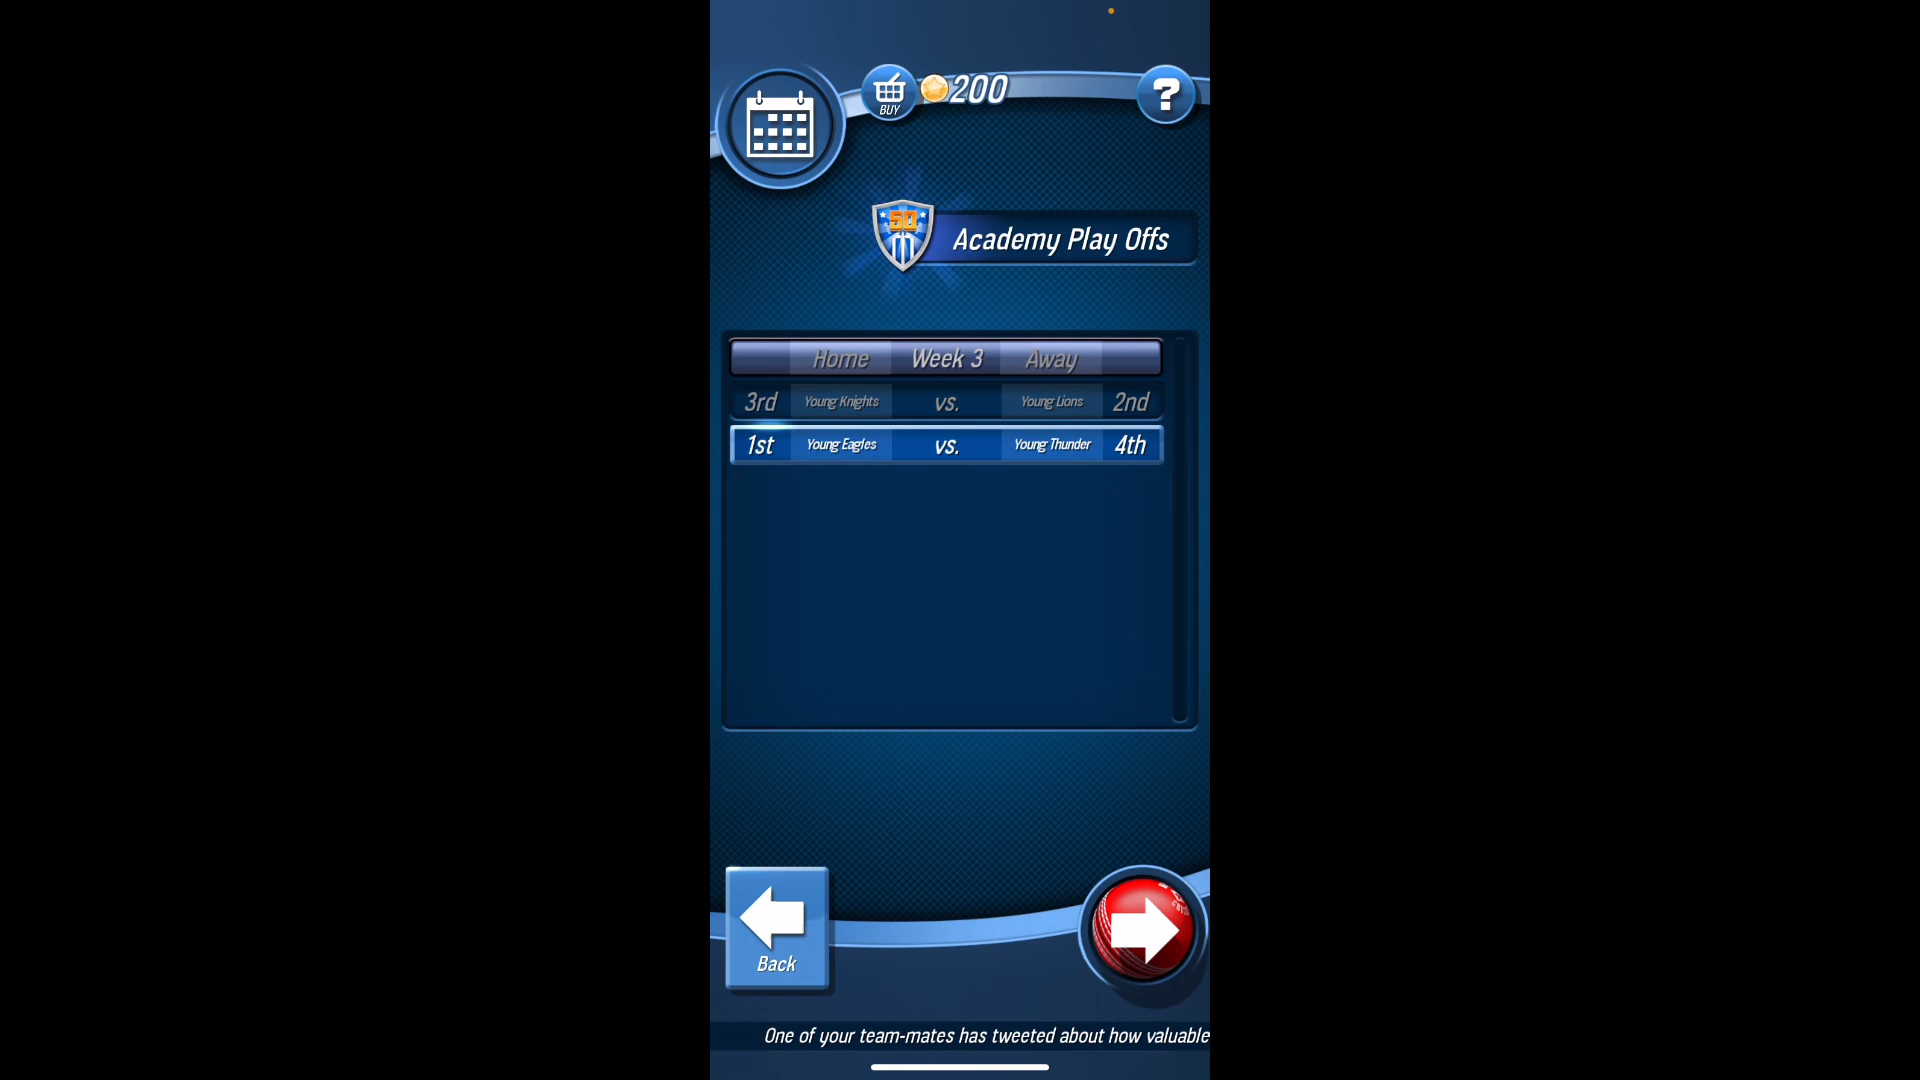 BUY
200
?
50
Academy Play Offs
Home Week 3 Away
3rd Young Knights vs. Young Lions 2nd
1st Young Eagles vs. Young Thunder 4th
Back
One of your team-mates has tweeted about how valuable